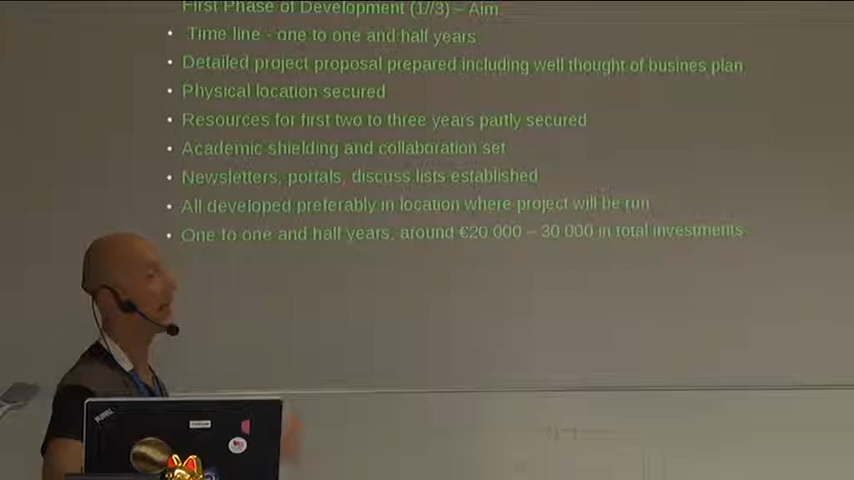 First Phase of Development (1//3) – Aim
• Time line - one to one and half years
• Detailed project proposal prepared including well thought of busines plan
• Physical location secured
• Resources for first two to three years partly secured
• Academic shielding and collaboration set
• Newsletters, portals, discuss lists established
• All developed preferably in location where project will be run
• One to one and half years, around €20 000 – 30 000 in total investments